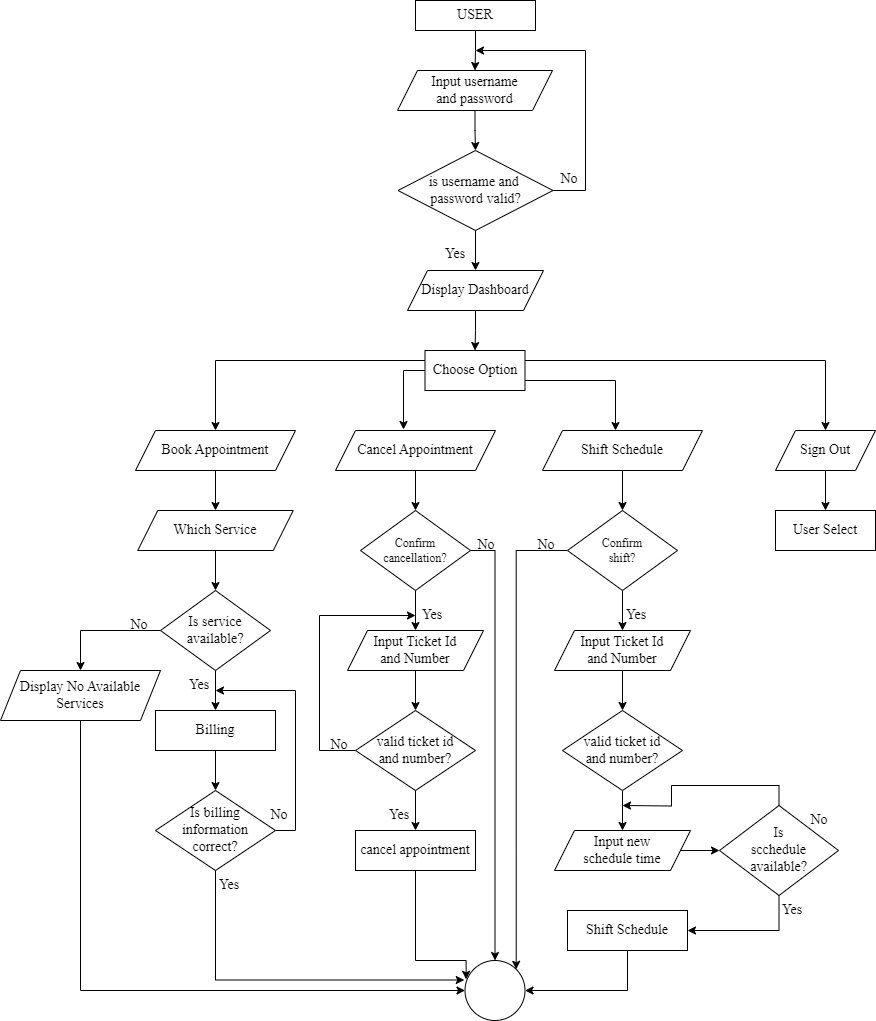 USER
Input username
and password
is username and
password valid?
No
Yes
Display Dashboard
Choose Option
Book Appointment
Cancel Appointment
Shift Schedule
Sign Out
Which Service
User Select
Confirm
cancellation?
No
No
Confirm
shift?
Is service
available?
No
Yes
Yes
Input Ticket Id
and Number
Input Ticket Id
and Number
Display No Available
Services
Yes
Billing
No
valid ticket id
and number?
valid ticket id
and number?
Is billing
information
correct?
No
Yes
Yes
cancel appointment
Input new
schedule time
Is
scchedule
available?
No
Yes
Shift Schedule